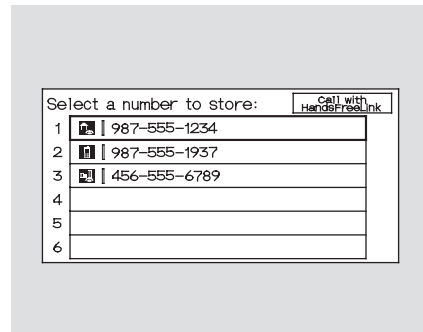 Select a number to store:
Call with
HandsFreeLink
1 987-555-1234
2 987-555-1937
3 456-555-6789
4
5
6